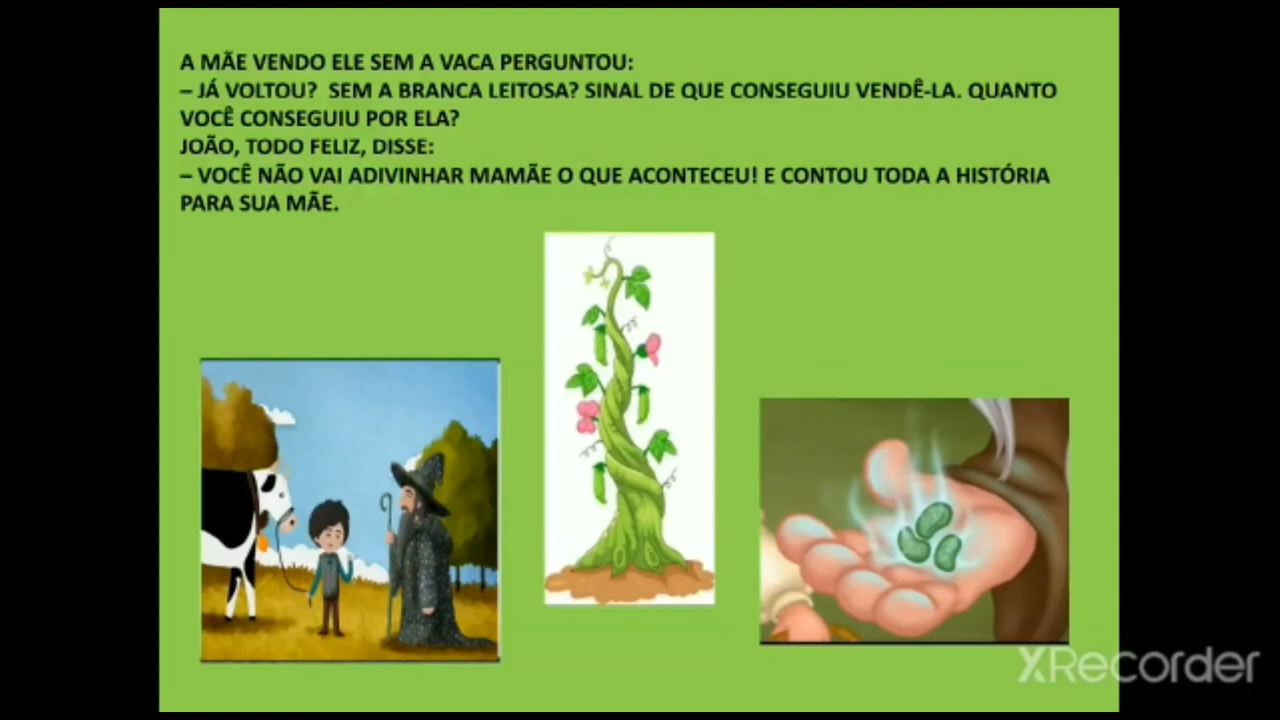 A MÃE VENDO ELE SEM A VACA PERGUNTOU:
– JÁ VOLTOU?  SEM A BRANCA LEITOSA? SINAL DE QUE CONSEGUIU VENDÊ-LA. QUANTO
VOCÊ CONSEGUIU POR ELA?
JOÃO, TODO FELIZ, DISSE:
– VOCÊ NÃO VAI ADIVINHAR MAMÃE O QUE ACONTECEU! E CONTOU TODA A HISTÓRIA
PARA SUA MÃE.
XRecorder